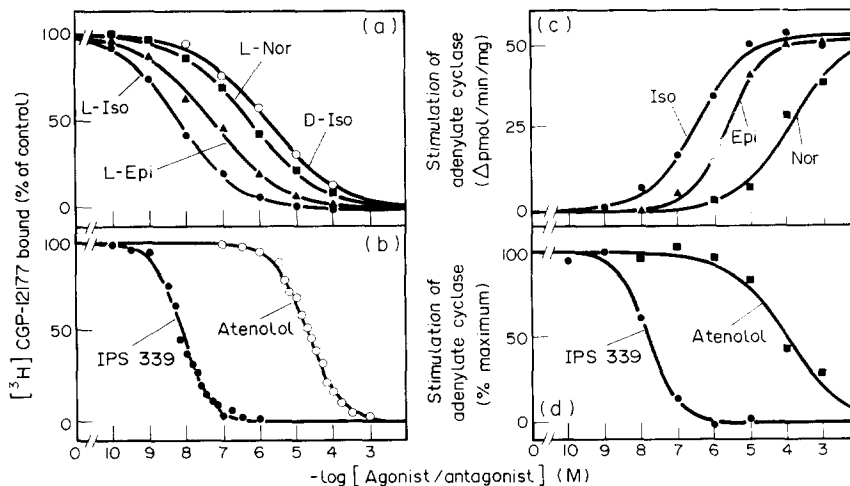 (a)
100
50
0
L-Iso
L-Epi
L-Nor
D-Iso
[³H] CGP-12177 bound (% of control)
(b)
100
50
0
IPS 339
Atenolol
0 10 9 8 7 6 5 4 3
(c)
50
25
0
Iso
Epi
Nor
Stimulation of
adenylate cyclase
(Δpmol/min/mg)
(d)
100
50
0
IPS 339
Atenolol
Stimulation of
adenylate cyclase
(% maximum)
0 10 9 8 7 6 5 4 3
-log [Agonist/antagonist] (M)